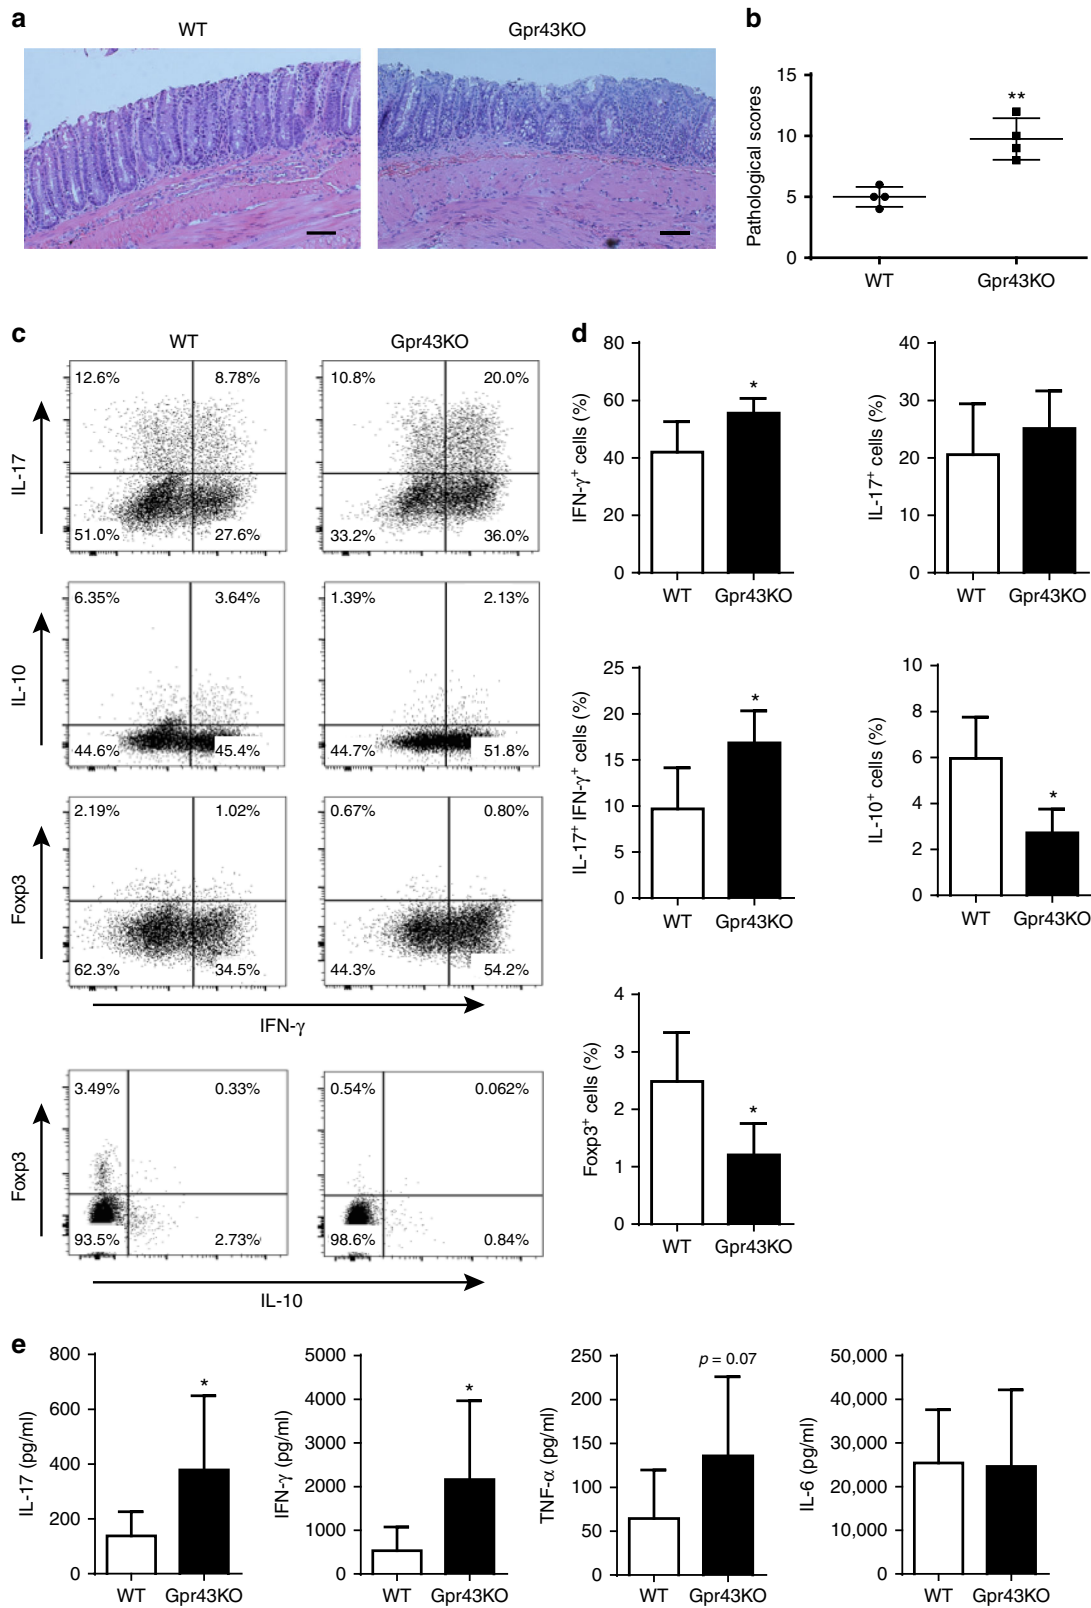 a
WT
Gpr43KO
b
Pathological scores
15
10
5
0
**
WT
Gpr43KO
c
WT
Gpr43KO
IL-17
12.6%
8.78%
51.0%
27.6%
10.8%
20.0%
33.2%
36.0%
IL-10
6.35%
3.64%
44.6%
45.4%
1.39%
2.13%
44.7%
51.8%
Foxp3
2.19%
1.02%
62.3%
34.5%
0.67%
0.80%
44.3%
54.2%
IFN-γ
Foxp3
3.49%
0.33%
93.5%
2.73%
0.54%
0.062%
98.6%
0.84%
IL-10
d
IFN-γ+ cells (%)
80
60
40
20
0
*
WT
Gpr43KO
IL-17+ cells (%)
40
30
20
10
0
WT
Gpr43KO
IL-17+ IFN-γ+ cells (%)
25
20
15
10
5
0
*
WT
Gpr43KO
IL-10+ cells (%)
10
8
6
4
2
0
*
WT
Gpr43KO
Foxp3+ cells (%)
4
3
2
1
0
*
WT
Gpr43KO
e
IL-17 (pg/ml)
800
600
400
200
0
*
WT
Gpr43KO
IFN-γ (pg/ml)
5000
4000
3000
2000
1000
0
*
WT
Gpr43KO
TNF-α (pg/ml)
250
200
150
100
50
0
p = 0.07
WT
Gpr43KO
IL-6 (pg/ml)
50,000
40,000
30,000
20,000
10,000
0
WT
Gpr43KO